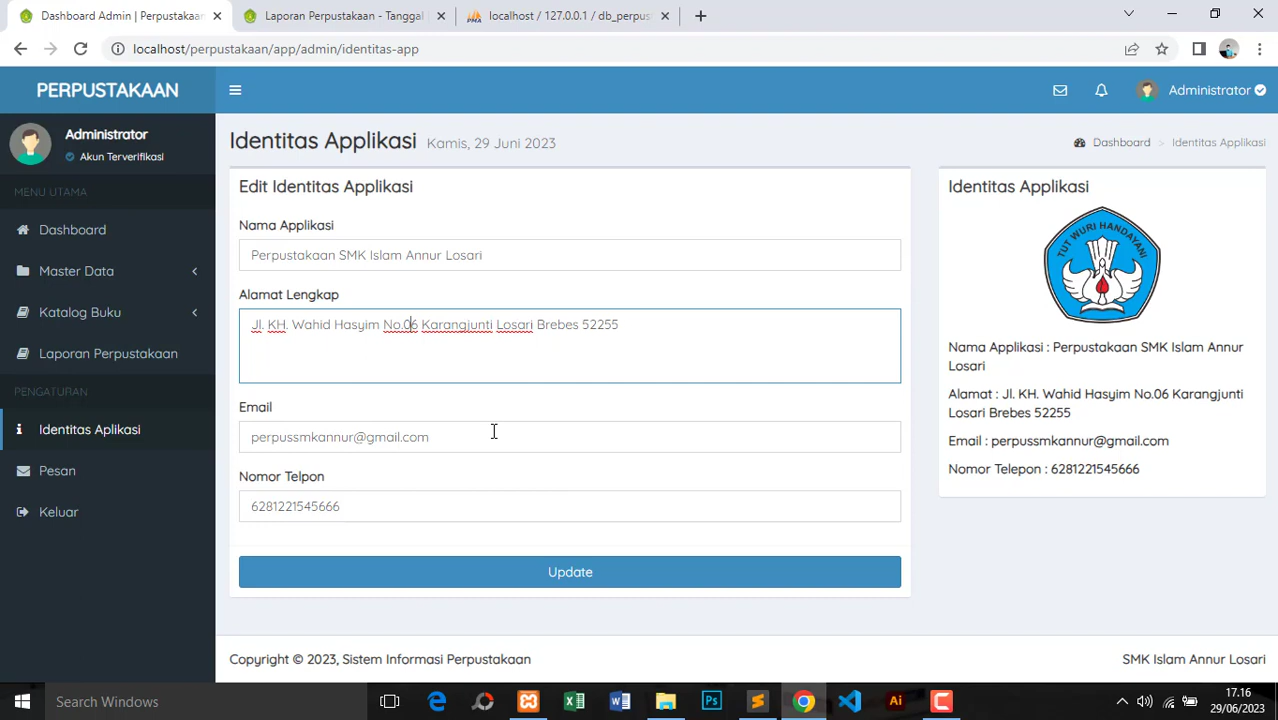 Dashboard Admin | Perpustakaan
Laporan Perpustakaan - Tanggal
localhost / 127.0.0.1 / db_perpus
localhost/perpustakaan/app/admin/identitas-app
PERPUSTAKAAN
Administrator
Administrator
Akun Terverifikasi
MENU UTAMA
Dashboard
Master Data
Katalog Buku
Laporan Perpustakaan
PENGATURAN
Identitas Aplikasi
Pesan
Keluar
Identitas Applikasi Kamis, 29 Juni 2023
Dashboard > Identitas Applikasi
Edit Identitas Applikasi
Nama Applikasi
Perpustakaan SMK Islam Annur Losari
Alamat Lengkap
Jl. KH. Wahid Hasyim No.06 Karangjunti Losari Brebes 52255
Email
perpussmkannur@gmail.com
Nomor Telpon
6281221545666
Update
Identitas Applikasi
TUT WURI HANDAYANI
Nama Applikasi : Perpustakaan SMK Islam Annur
Losari
Alamat : Jl. KH. Wahid Hasyim No.06 Karangjunti
Losari Brebes 52255
Email : perpussmkannur@gmail.com
Nomor Telepon : 6281221545666
Copyright © 2023, Sistem Informasi Perpustakaan
SMK Islam Annur Losari
Search Windows
17.16
29/06/2023